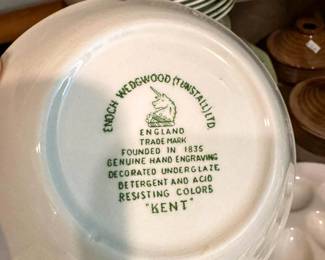 ENOCH WEDGWOOD (TUNSTALL) LTD.
ENGLAND
TRADE MARK
FOUNDED IN 1835
GENUINE HAND ENGRAVING
DECORATED UNDERGLAZE
DETERGENT AND ACID
RESISTING COLORS
"KENT"